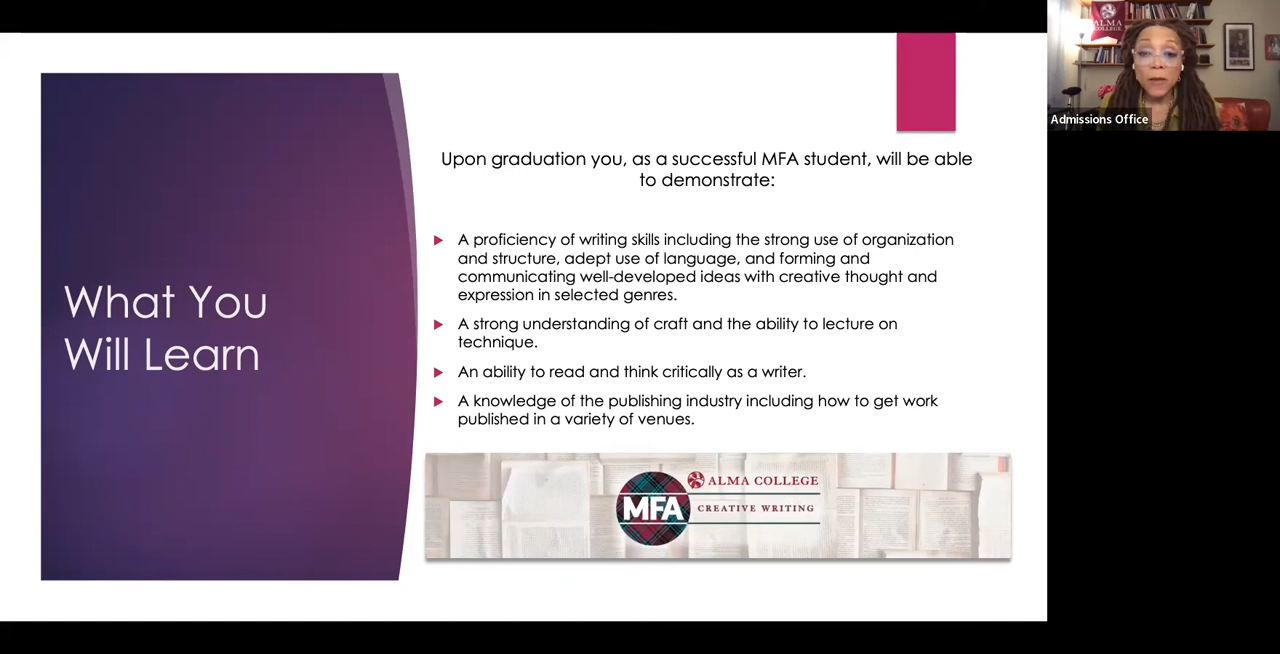 What You
Will Learn
Upon graduation you, as a successful MFA student, will be able
to demonstrate:
A proficiency of writing skills including the strong use of organization
and structure, adept use of language, and forming and
communicating well-developed ideas with creative thought and
expression in selected genres.
A strong understanding of craft and the ability to lecture on
technique.
An ability to read and think critically as a writer.
A knowledge of the publishing industry including how to get work
published in a variety of venues.
MFA
ALMA COLLEGE
CREATIVE WRITING
ALMA
COLLEGE
Admissions Office